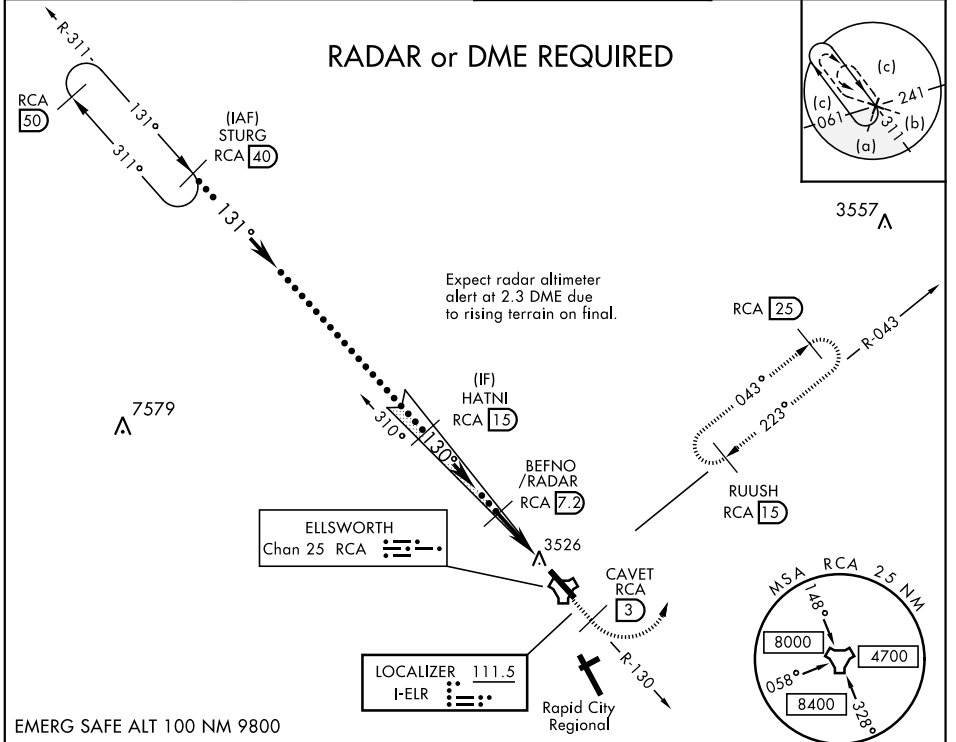 RADAR or DME REQUIRED
R-311
RCA
50
131°
311°
(IAF)
STURG
RCA 40
131°
(c)
(c)
241
061
311
(b)
(a)
3557
Expect radar altimeter
alert at 2.3 DME due
to rising terrain on final.
RCA 25
R-043
043°
223°
RUUSH
RCA 15
7579
(IF)
HATNI
RCA 15
310°
130°
BEFNO
/RADAR
RCA 7.2
ELLSWORTH
Chan 25 RCA
3526
CAVET
RCA
3
R-130
LOCALIZER 111.5
I-ELR
Rapid City
Regional
MSA RCA 25 NM
148°
8000
4700
058°
8400
328°
EMERG SAFE ALT 100 NM 9800